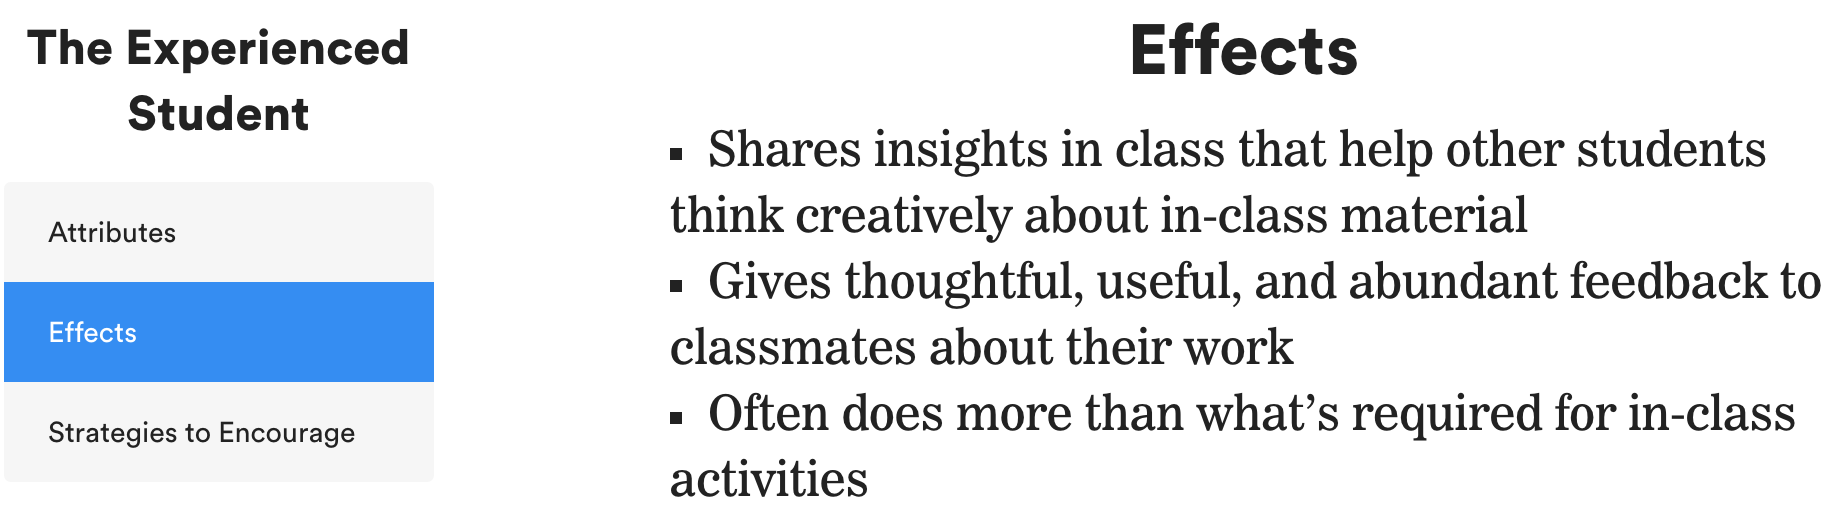 The Experienced
Student
Attributes
Effects
Strategies to Encourage
Effects
▪ Shares insights in class that help other students
think creatively about in-class material
▪ Gives thoughtful, useful, and abundant feedback to
classmates about their work
▪ Often does more than what’s required for in-class
activities